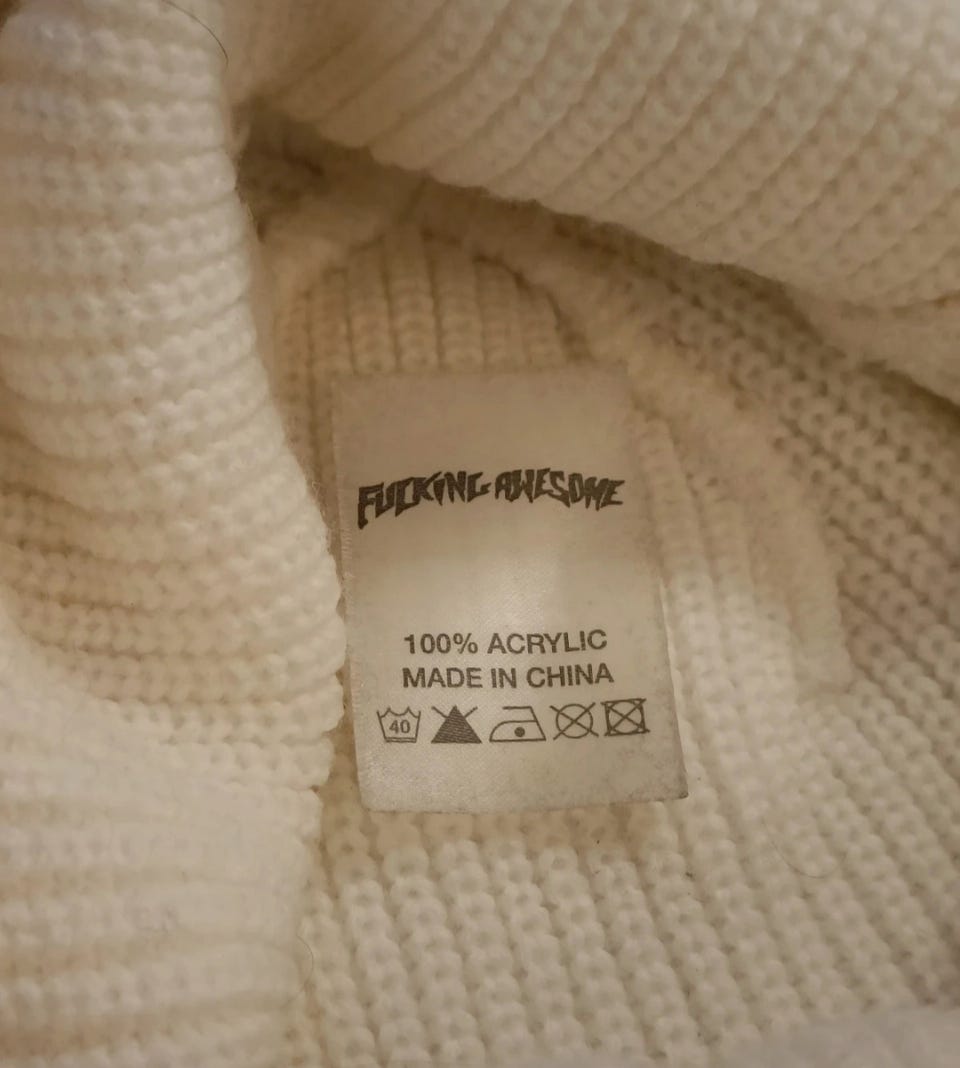 FUCKING AWESOME
100% ACRYLIC
MADE IN CHINA
40